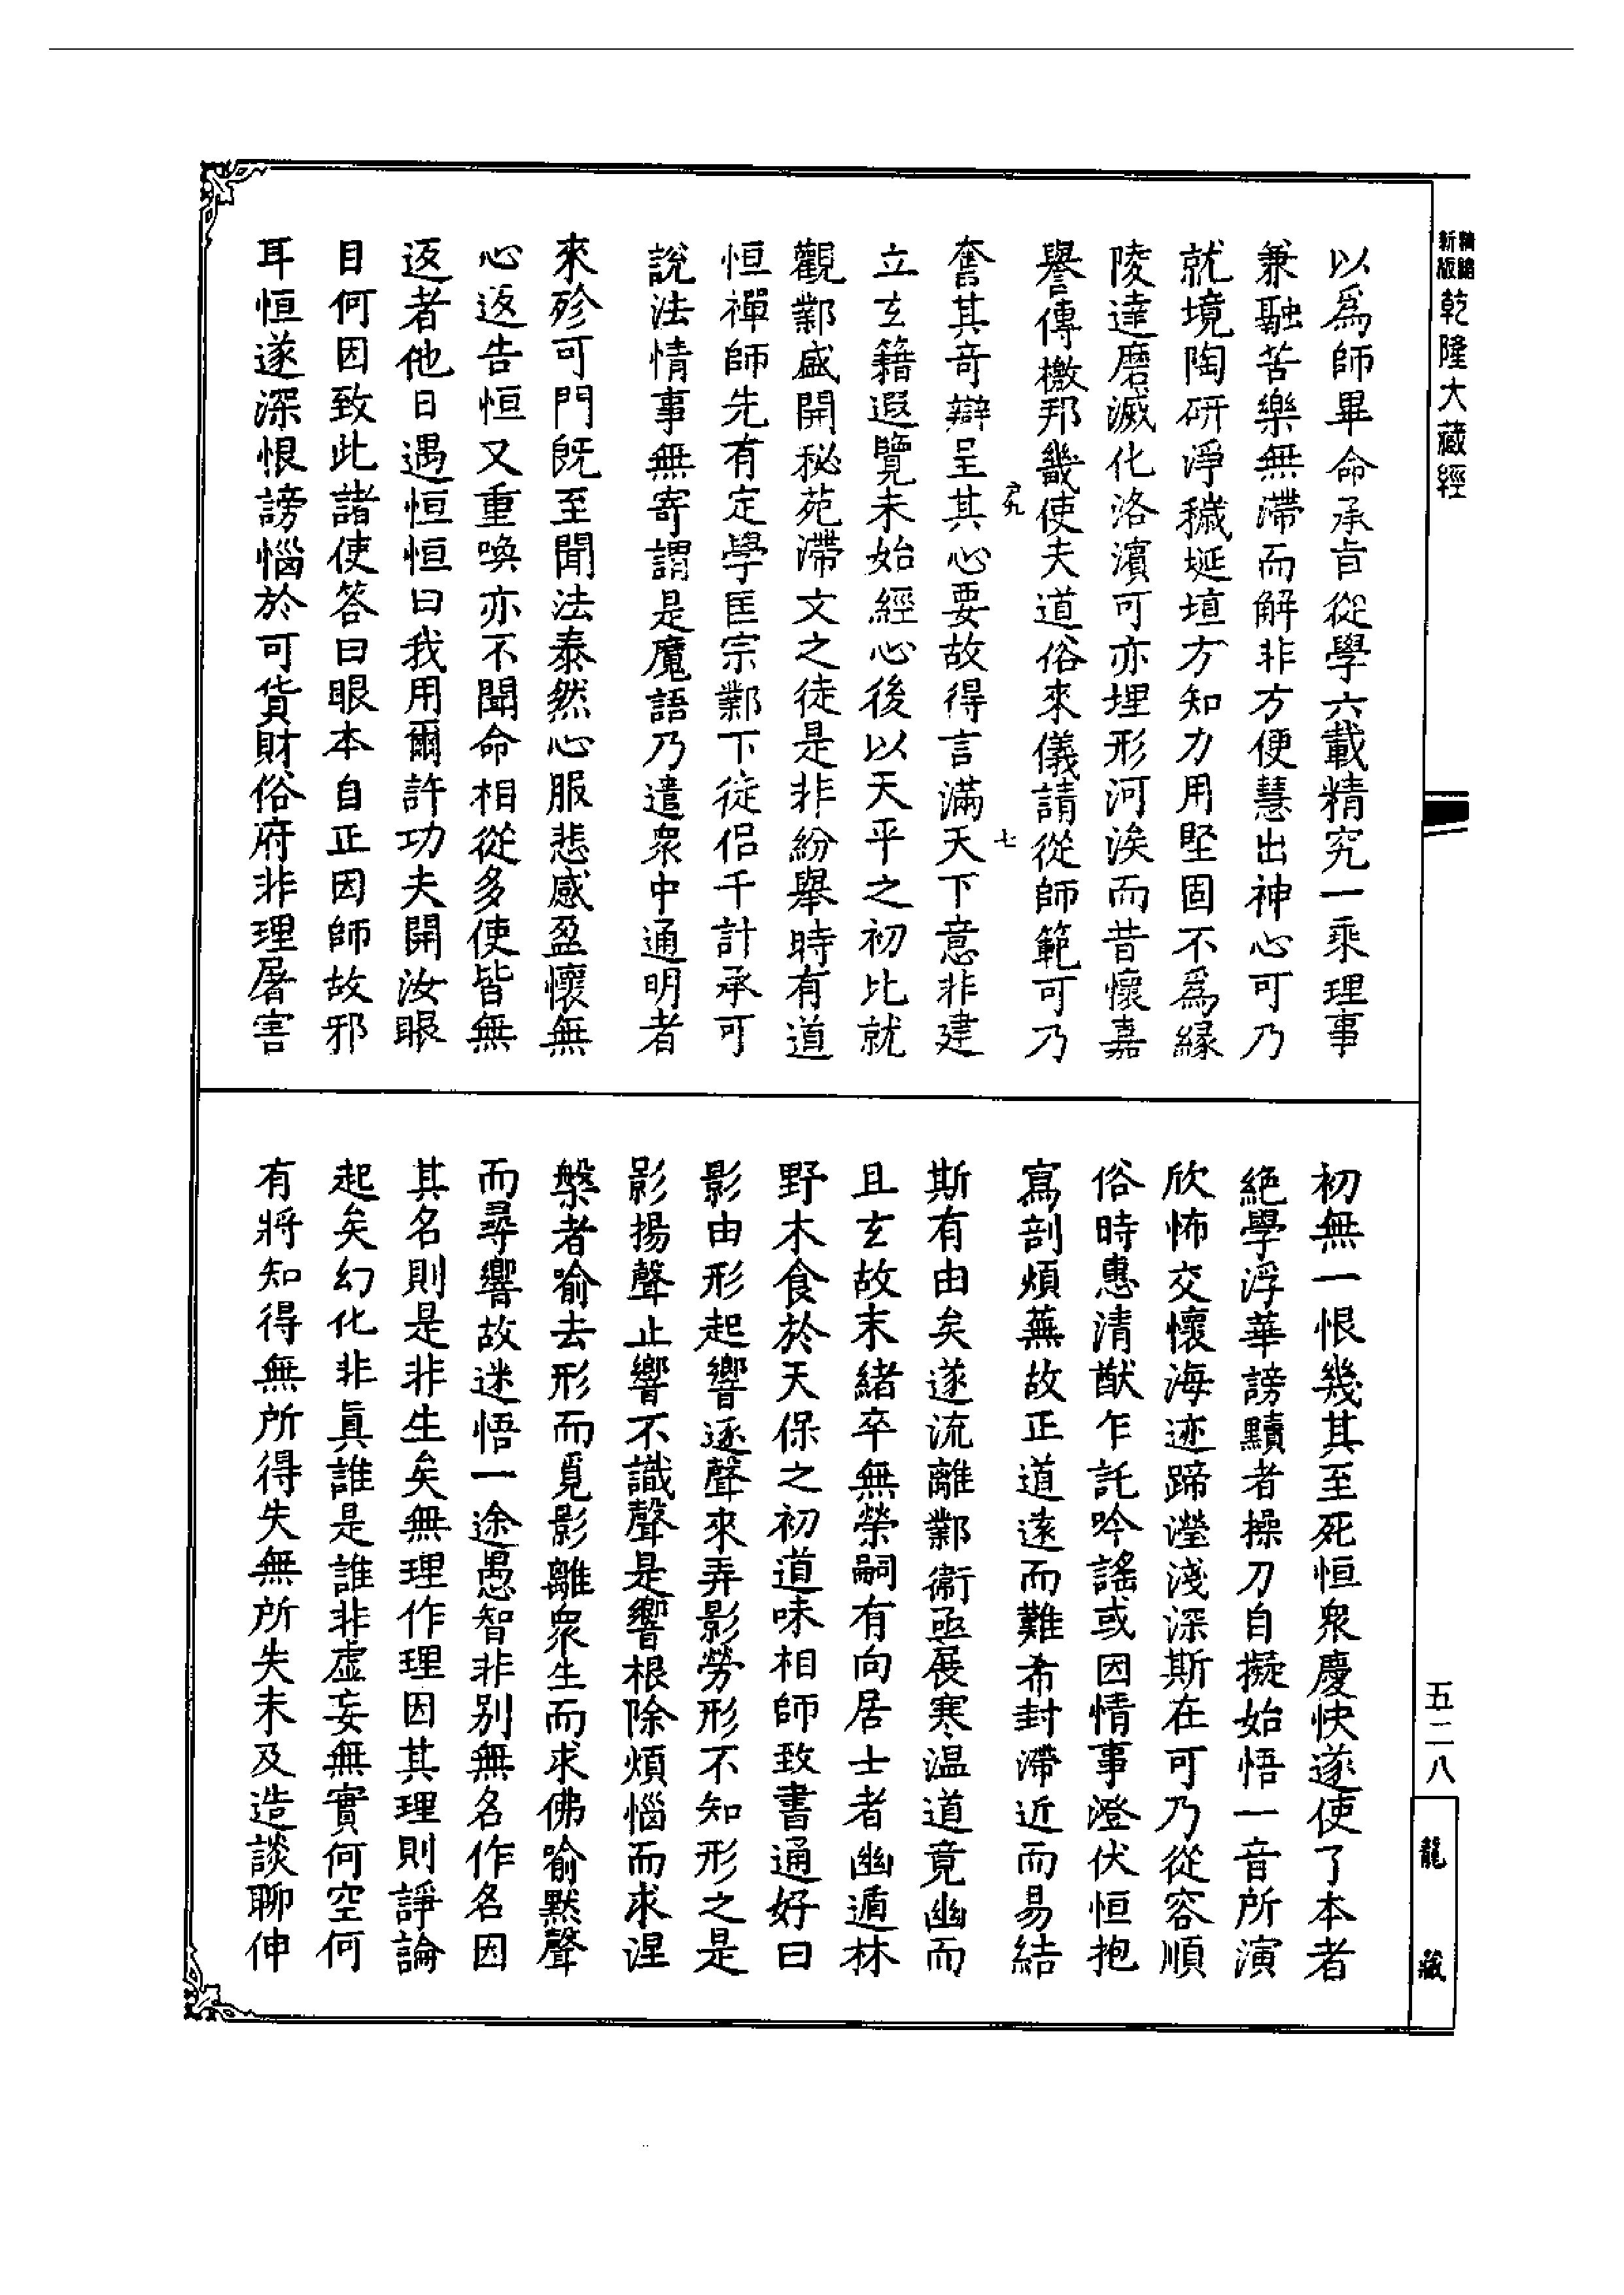 精縮
新版
乾隆大藏經
以爲師畢命承旨從學六載精究一乘理事
兼融苦樂無滯而解非方便慧出神心可乃
就境陶研淨穢埏埴方知力用堅固不爲緣
陵達磨滅化洛濱可亦埋形河涘而昔懷嘉
譽傳檄邦畿使夫道俗來儀請從師範可乃
七
奮其奇辯呈其心要故得言滿天下意非建
立玄籍遐覽未始經心後以天平之初比就
觀鄴盛開秘苑滯文之徒是非紛舉時有道
恒禪師先有定學匡宗鄴下徒侶千計承可
說法情事無寄謂是魔語乃遣衆中通明者
來殄可門旣至聞法泰然心服悲感盈懷無
心返告恒又重喚亦不聞命相從多使皆無
返者他日遇恒恒曰我用爾許功夫開汝眼
目何因致此諸使答曰眼本自正因師故邪
耳恒遂深恨謗惱於可貨財俗府非理屠害
初無一恨幾其至死恒衆慶快遂使了本者
絕學浮華謗黷者操刀自擬始悟一音所演
欣怖交懷海迹蹄瀅淺深斯在可乃從容順
俗時惠清猷乍託吟謠或因情事澄伏恒抱
寫剖煩蕪故正道遠而難希封滯近而易結
斯有由矣遂流離鄴衞亟展寒温道竟幽而
且玄故末緒卒無榮嗣有向居士者幽遁林
野木食於天保之初道味相師致書通好曰
影由形起響逐聲來弄影勞形不知形之是
影揚聲止響不識聲是響根除煩惱而求涅
槃者喻去形而覓影離衆生而求佛喻默聲
而尋響故迷悟一途愚智非别無名作名因
其名則是非生矣無理作理因其理則諍論
起矣幻化非眞誰是誰非虛妄無實何空何
有將知得無所得失無所失未及造談聊伸
五二八
龍藏